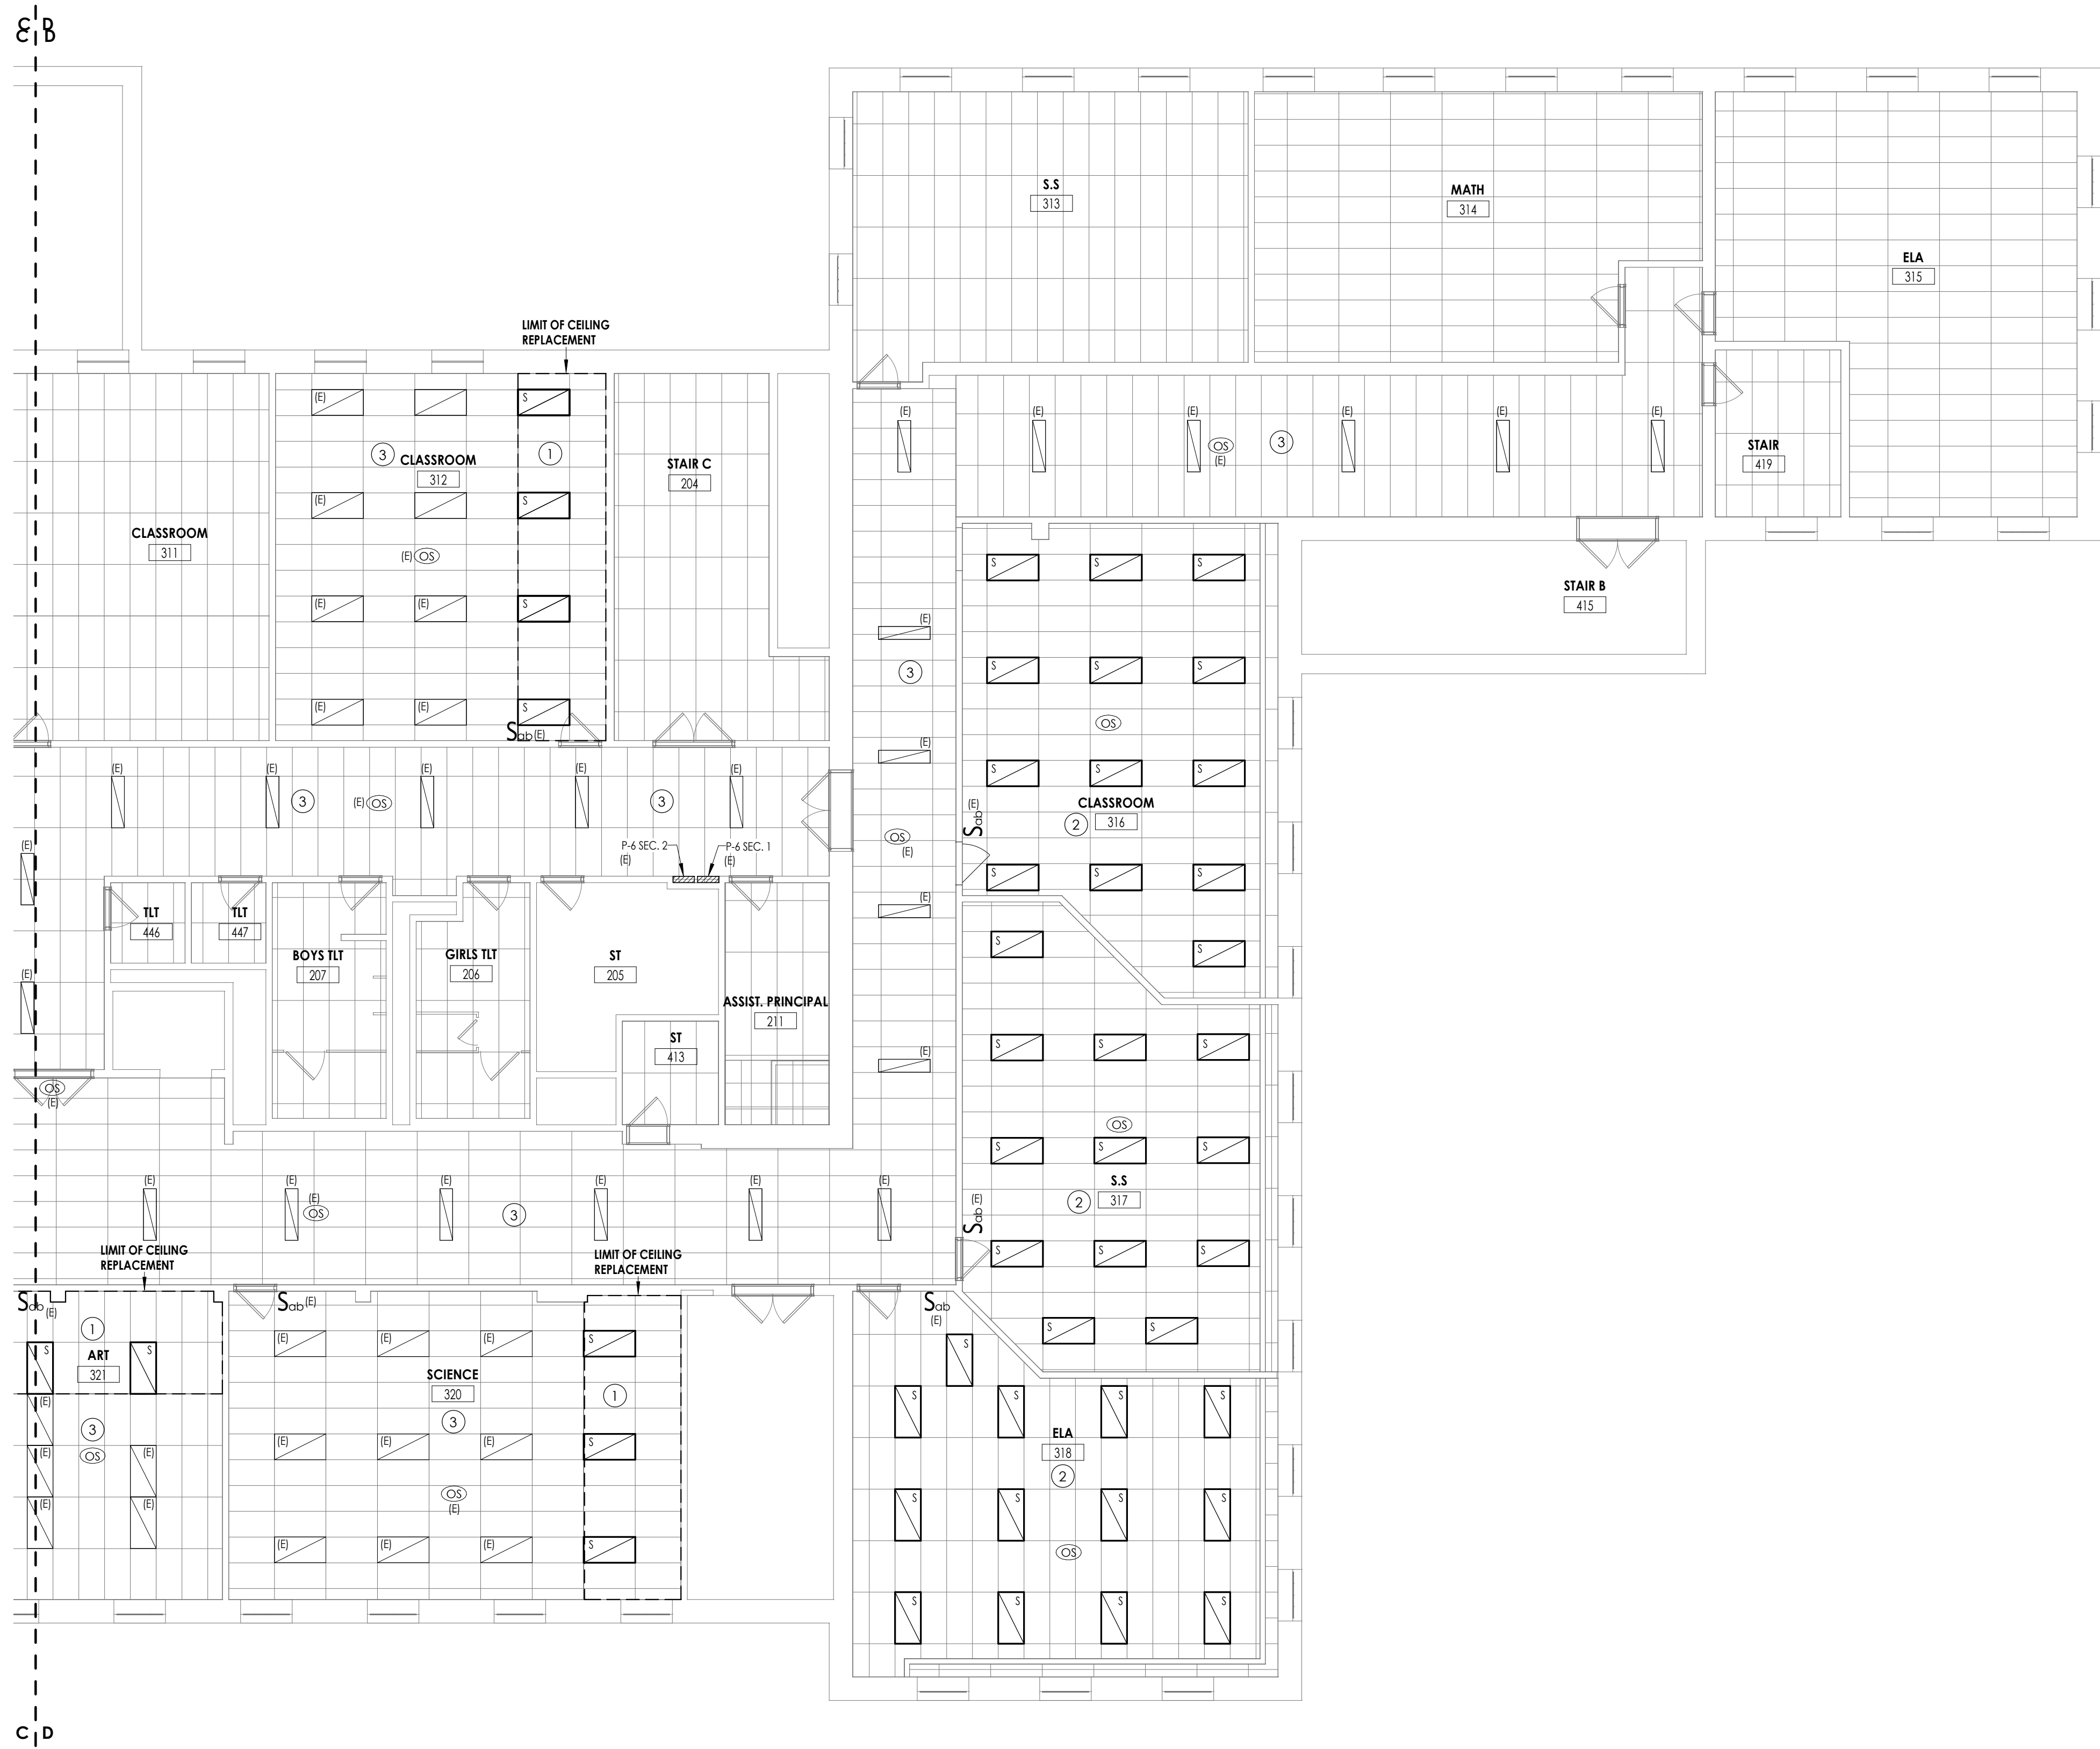 C D
C D
S.S
313
MATH
314
ELA
315
LIMIT OF CEILING
REPLACEMENT
(E) S
3 CLASSROOM 1
312
STAIR C
204
(E) (E) (E) (E) (E) (E)
OS 3
(E)
STAIR
419
(E) S
CLASSROOM
311
(E) OS
S S S
STAIR B
415
(E) (E) S
(E)
3
S S S
(E) (E) S
Sab (E)
OS
(E)
(E) (E) (E) (E) (E)
3 (E) OS 3
S S S
(E)
Sab
CLASSROOM
2 316
OS
(E)
P-6 SEC. 2 P-6 SEC. 1
(E) (E)
(E)
S S S
(E)
TLT
446
TLT
447
BOYS TLT
207
GIRLS TLT
206
ST
205
S S
(E)
ASSIST. PRINCIPAL
211
ST
413
S S S
(E)
OS
(E)
OS
S S S
S.S
2 317
(E)
Sab
(E) (E) (E) (E) (E) (E)
(E)
OS 3
S S S
LIMIT OF CEILING
REPLACEMENT
LIMIT OF CEILING
REPLACEMENT
Sab (E)
Sab (E)
Sab
(E)
S S
1
ART
321
S S
(E) (E) (E) S
SCIENCE
320
3 1
S
S S S S
(E)
3
OS
(E) (E)
(E) (E) (E) S
ELA
318
2
(E) (E)
OS
(E)
S S S S
OS
(E) (E) (E) S
S S S S
C D